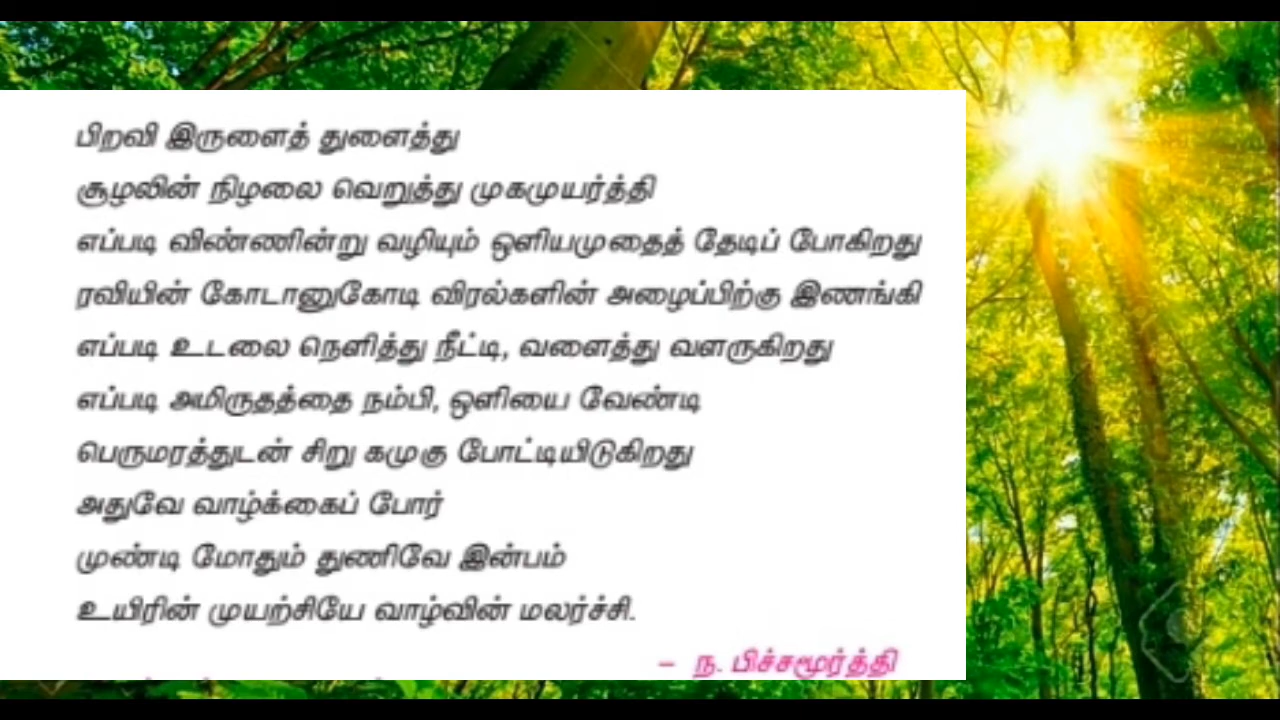 பிறவி இருளைத் துளைத்து
சூழலின் நிழலை வெறுத்து முகமுயர்த்தி
எப்படி விண்ணின்று வழியும் ஒளியமுதைத் தேடிப் போகிறது
ரவியின் கோடானுகோடி விரல்களின் அழைப்பிற்கு இணங்கி
எப்படி உடலை நெளித்து நீட்டி, வளைத்து வளருகிறது
எப்படி அமிருதத்தை நம்பி, ஒளியை வேண்டி
பெருமரத்துடன் சிறு கமுகு போட்டியிடுகிறது
அதுவே வாழ்க்கைப் போர்
முண்டி மோதும் துணிவே இன்பம்
உயிரின் முயற்சியே வாழ்வின் மலர்ச்சி.
– ந. பிச்சமூர்த்தி